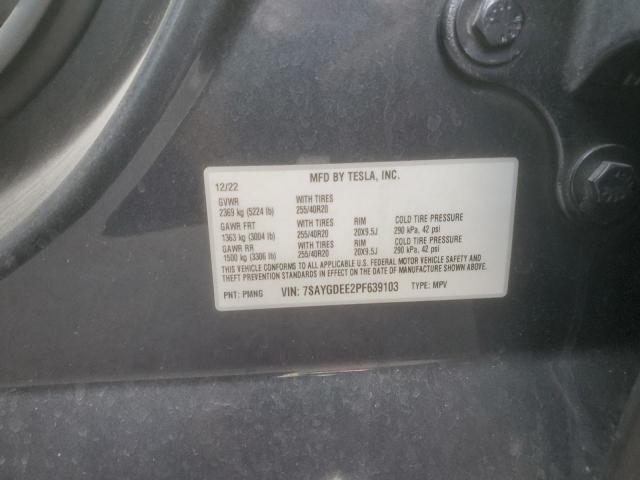 MFD BY TESLA, INC.
12/22
GVWR WITH TIRES
2369 kg (5224 lb) 255/40R20
GAWR FRT WITH TIRES RIM COLD TIRE PRESSURE
1363 kg (3004 lb) 255/40R20 20X9.5J 290 kPa, 42 psi
GAWR RR WITH TIRES RIM COLD TIRE PRESSURE
1500 kg (3306 lb) 255/40R20 20X9.5J 290 kPa, 42 psi
THIS VEHICLE CONFORMS TO ALL APPLICABLE U.S. FEDERAL MOTOR VEHICLE SAFETY AND
THEFT PREVENTION STANDARDS IN EFFECT ON THE DATE OF MANUFACTURE SHOWN ABOVE.
PNT: PMNG VIN: 7SAYGDEE2PF639103 TYPE: MPV